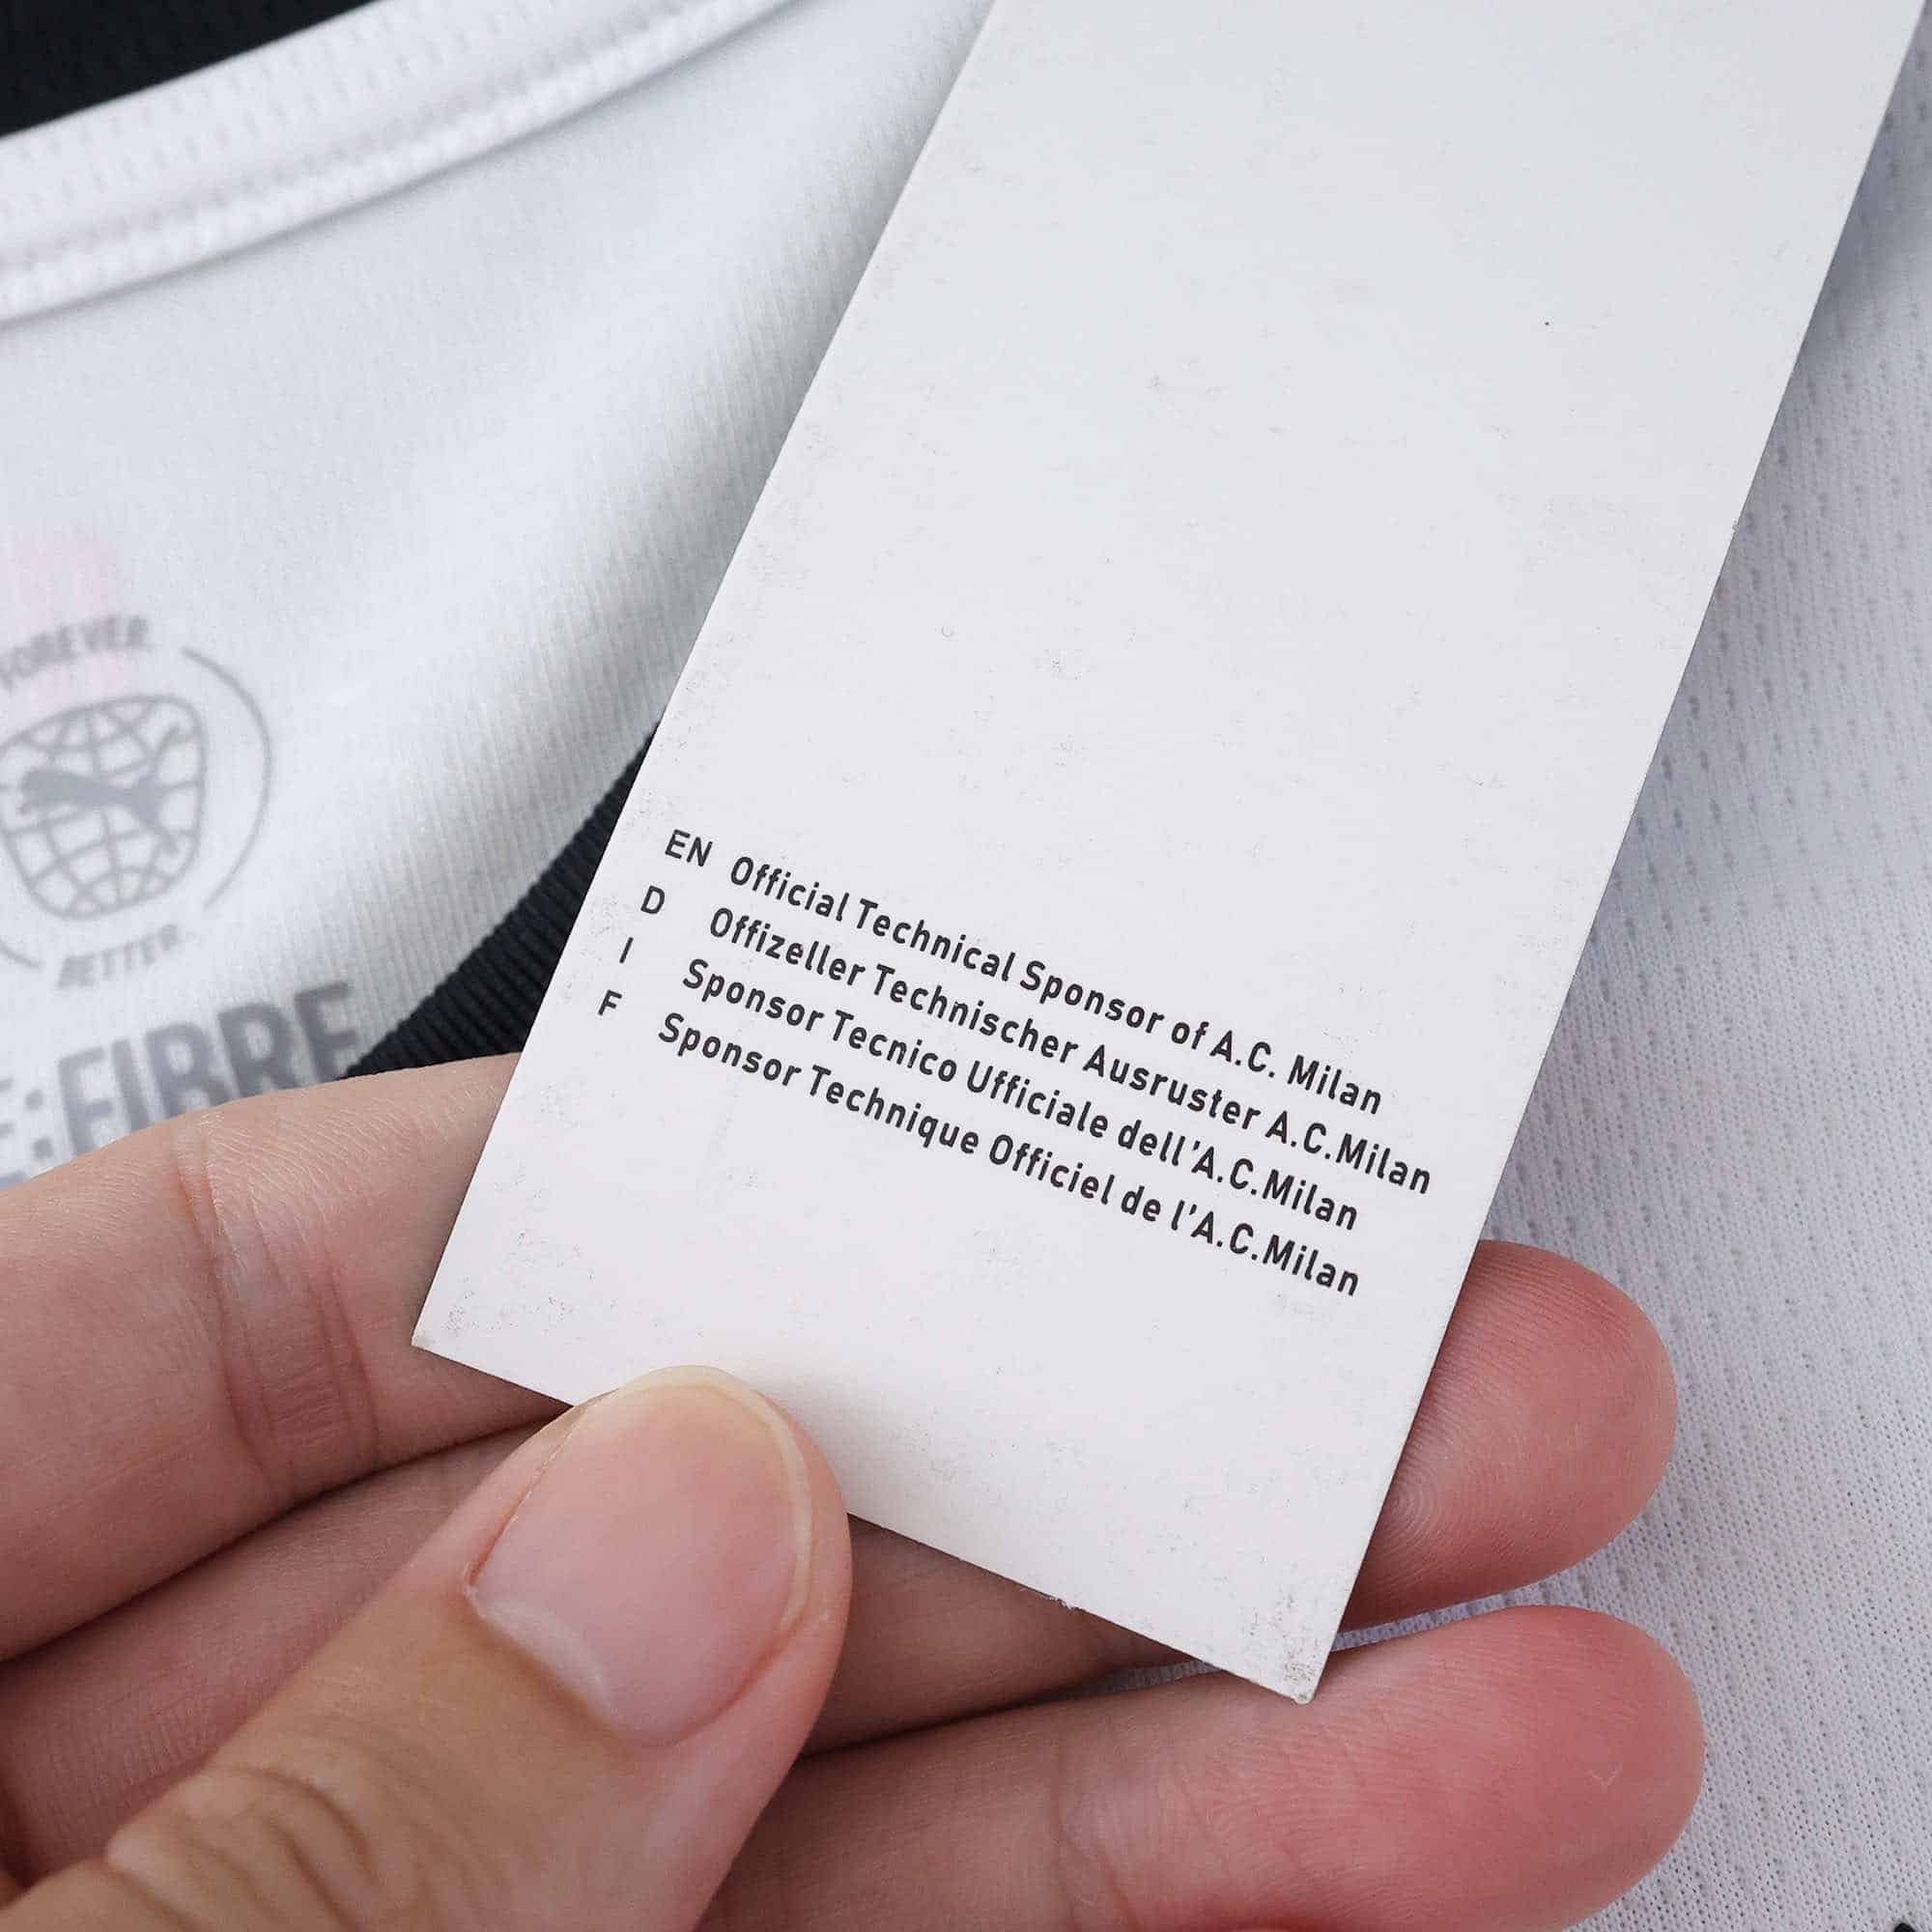 FOREVER
BETTER
E:FIBRE
EN Official Technical Sponsor of A.C. Milan
D Offizeller Technischer Ausruster A.C.Milan
I Sponsor Tecnico Ufficiale dell'A.C.Milan
F Sponsor Technique Officiel de l'A.C.Milan